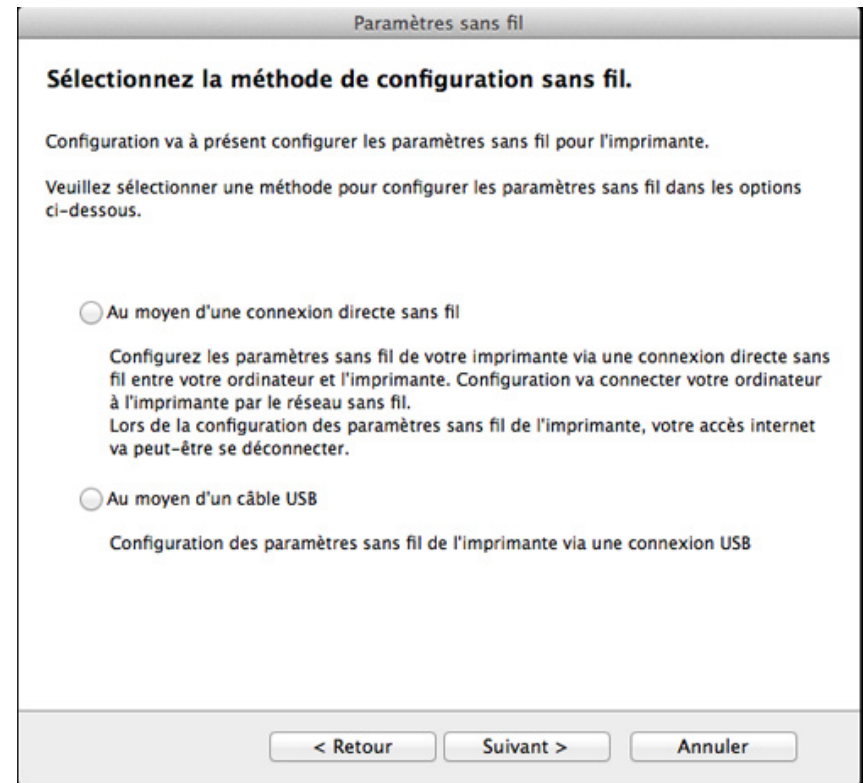 Paramètres sans fil
Sélectionnez la méthode de configuration sans fil.
Configuration va à présent configurer les paramètres sans fil pour l'imprimante.
Veuillez sélectionner une méthode pour configurer les paramètres sans fil dans les options
ci-dessous.
Au moyen d'une connexion directe sans fil
Configurez les paramètres sans fil de votre imprimante via une connexion directe sans
fil entre votre ordinateur et l'imprimante. Configuration va connecter votre ordinateur
à l'imprimante par le réseau sans fil.
Lors de la configuration des paramètres sans fil de l'imprimante, votre accès internet
va peut-être se déconnecter.
Au moyen d'un câble USB
Configuration des paramètres sans fil de l'imprimante via une connexion USB
< Retour
Suivant >
Annuler